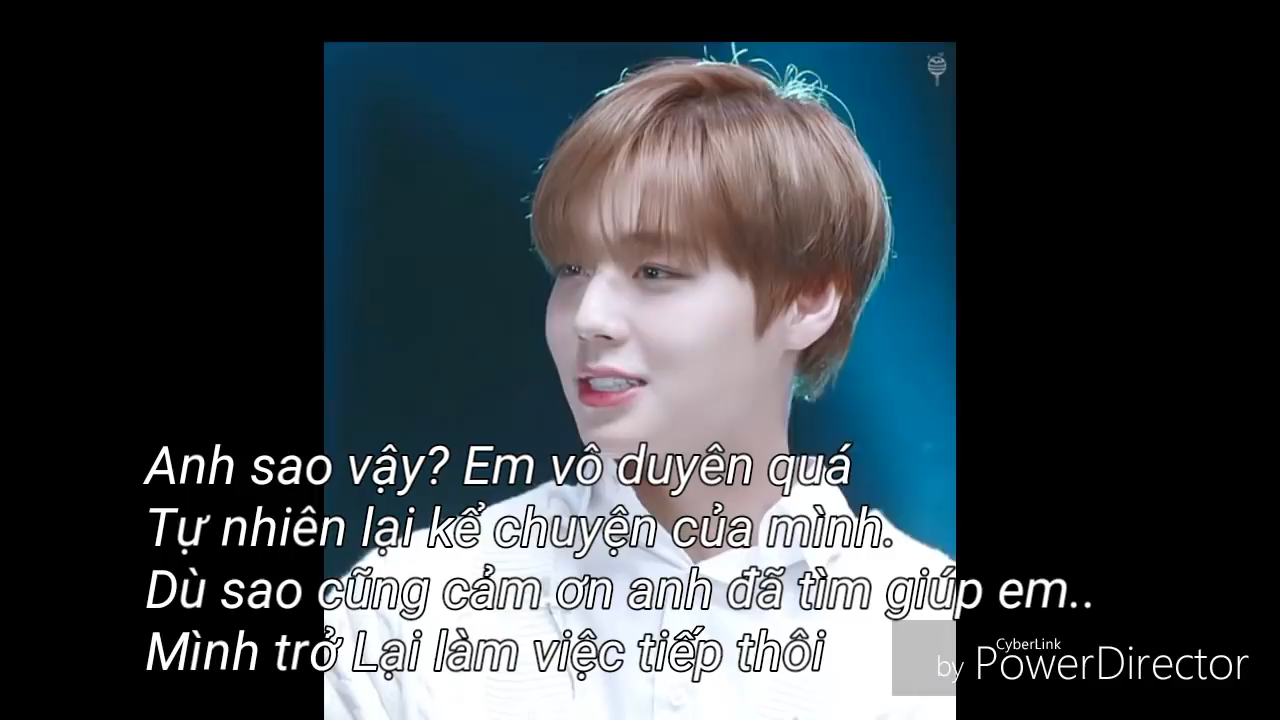 Anh sao vậy? Em vô duyên quá
Tự nhiên lại kể chuyện của mình.
Dù sao cũng cảm ơn anh đã tìm giúp em..
Mình trở Lại làm việc tiếp thôi
CyberLink
by PowerDirector